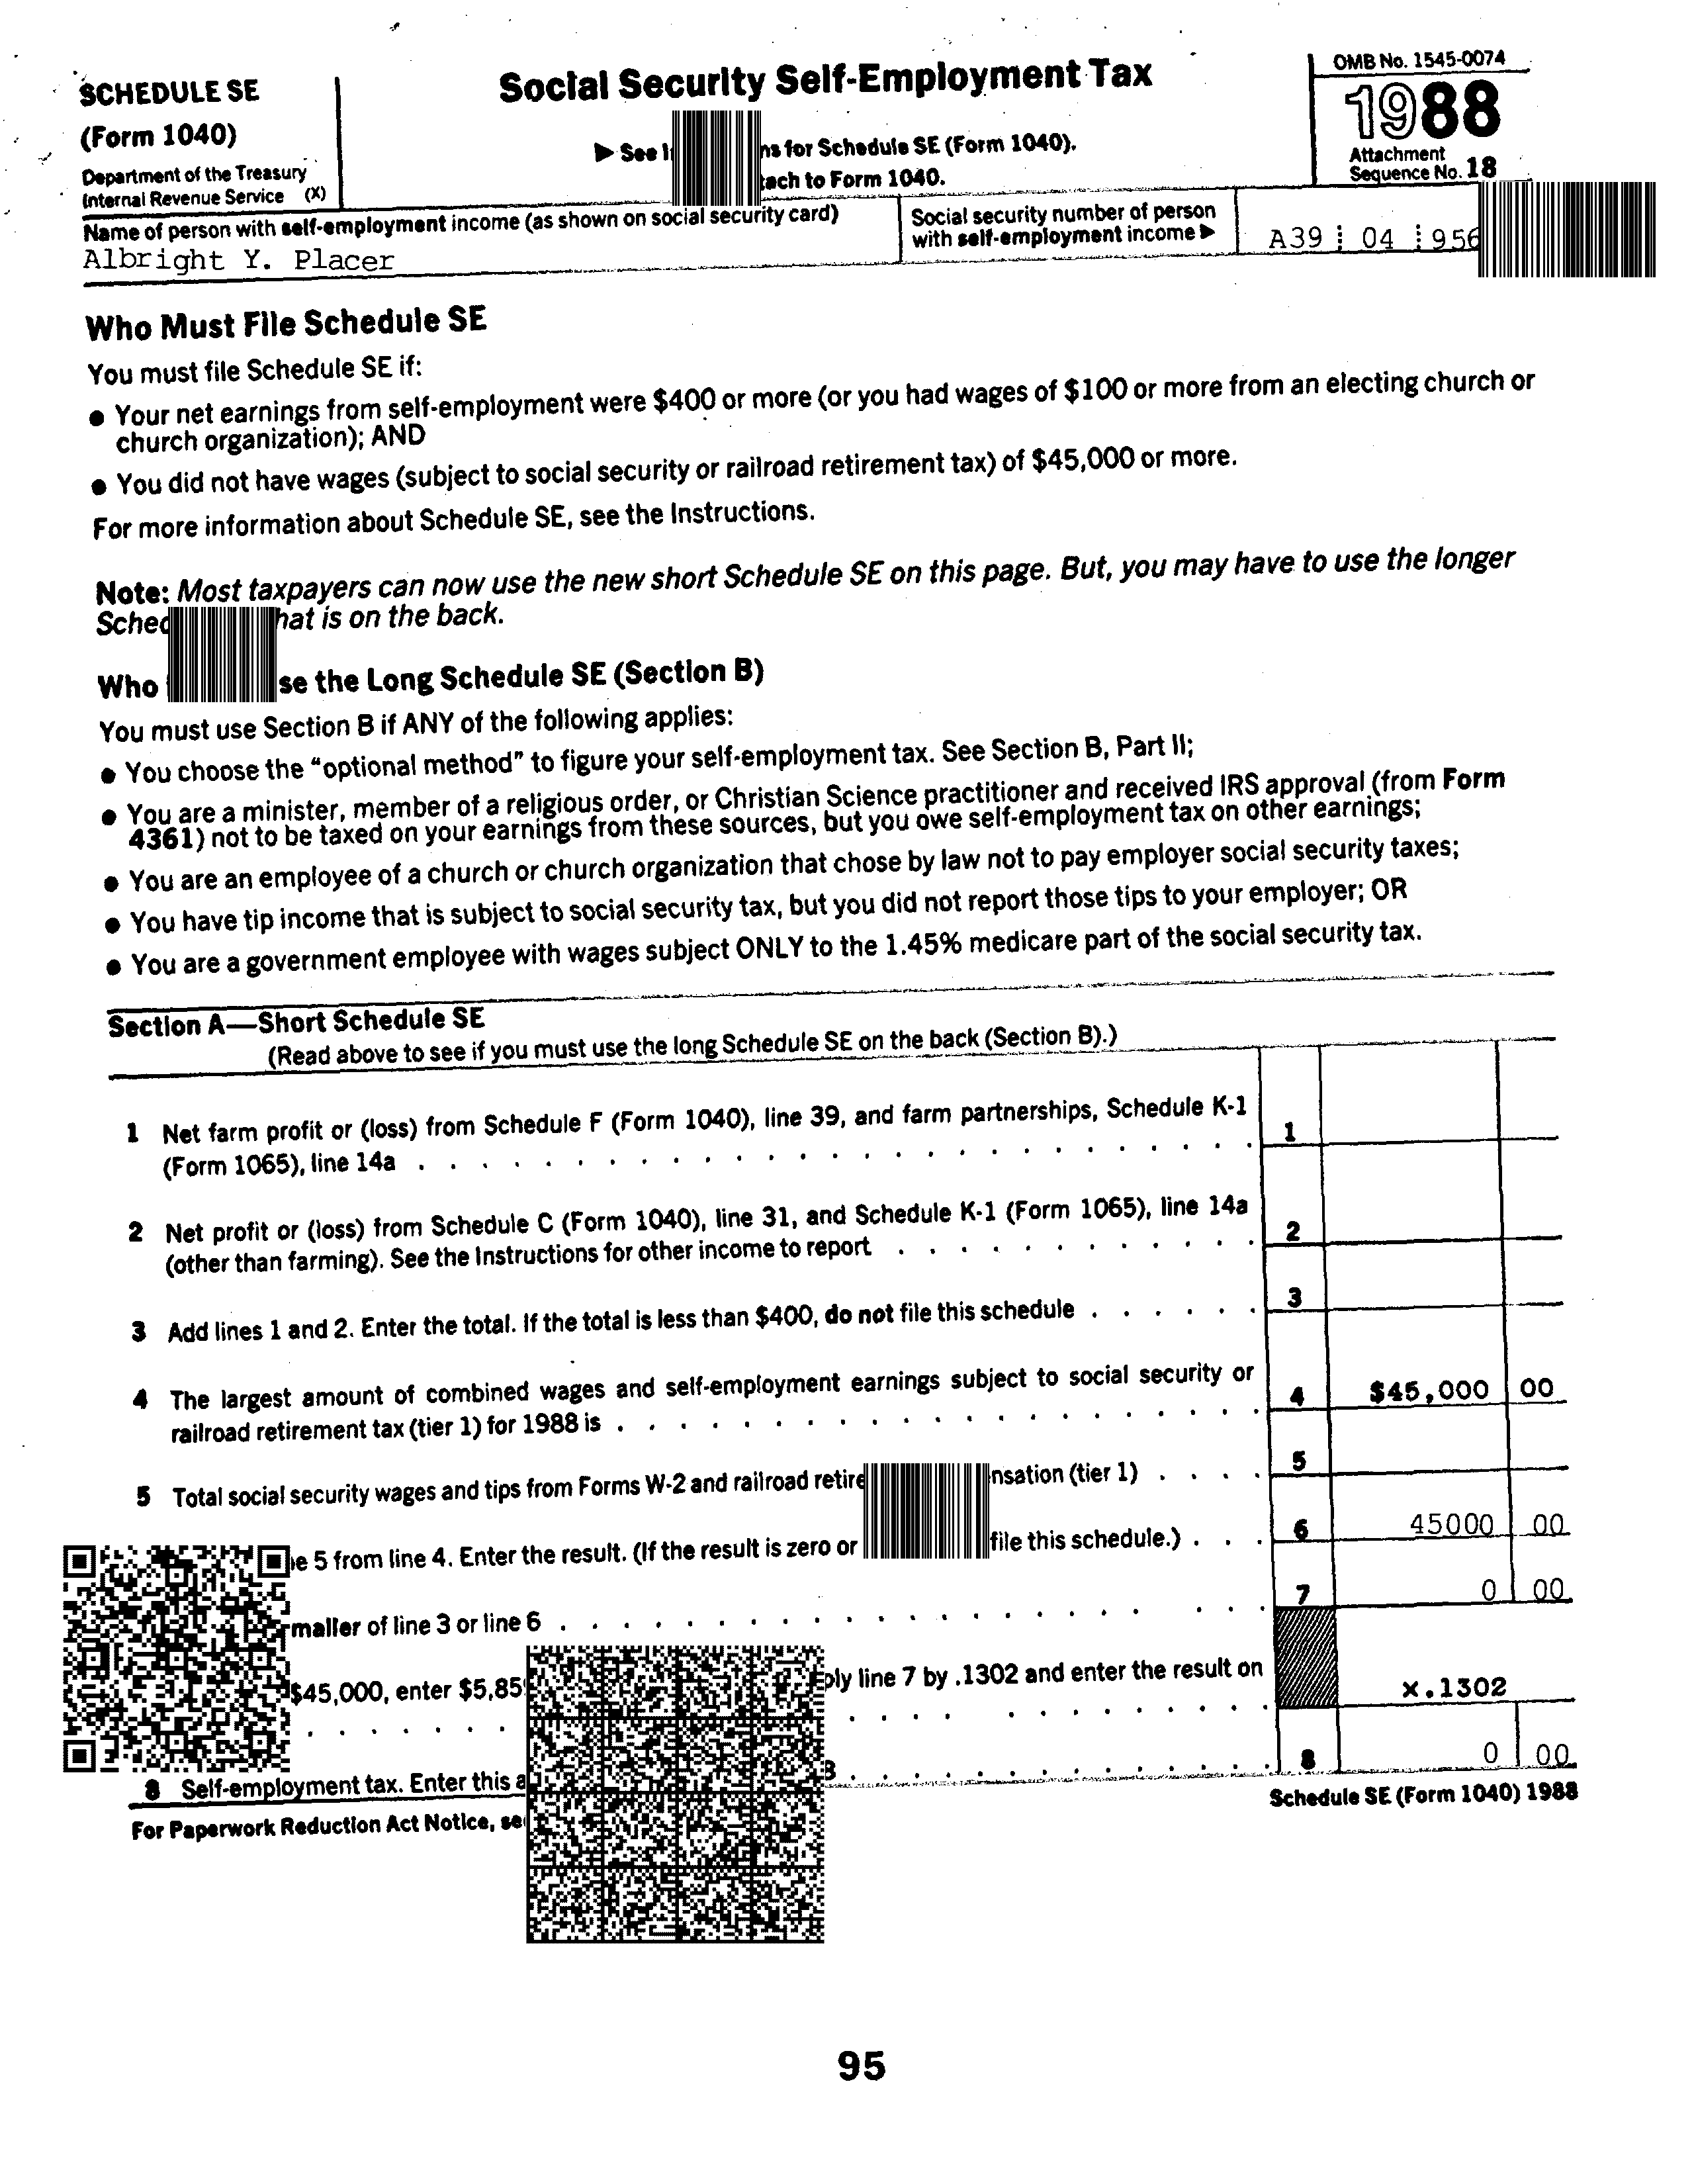 SCHEDULE SE
(Form 1040)
Department of the Treasury
Internal Revenue Service (X)
Social Security Self-Employment Tax
▶ See ns for Schedule SE (Form 1040).
ach to Form 1040.
OMB No. 1545-0074
1988
Attachment
Sequence No. 18
Name of person with self-employment income (as shown on social security card)
Albright Y. Placer
Social security number of person
with self-employment income ▶
A39 04 956
Who Must File Schedule SE
You must file Schedule SE if:
● Your net earnings from self-employment were $400 or more (or you had wages of $100 or more from an electing church or
church organization); AND
● You did not have wages (subject to social security or railroad retirement tax) of $45,000 or more.
For more information about Schedule SE, see the Instructions.
Note: Most taxpayers can now use the new short Schedule SE on this page. But, you may have to use the longer
Sched hat is on the back.
Who se the Long Schedule SE (Section B)
You must use Section B if ANY of the following applies:
● You choose the "optional method" to figure your self-employment tax. See Section B, Part II;
● You are a minister, member of a religious order, or Christian Science practitioner and received IRS approval (from Form
4361) not to be taxed on your earnings from these sources, but you owe self-employment tax on other earnings;
● You are an employee of a church or church organization that chose by law not to pay employer social security taxes;
● You have tip income that is subject to social security tax, but you did not report those tips to your employer; OR
● You are a government employee with wages subject ONLY to the 1.45% medicare part of the social security tax.
Section A—Short Schedule SE
(Read above to see if you must use the long Schedule SE on the back (Section B).)
1 Net farm profit or (loss) from Schedule F (Form 1040), line 39, and farm partnerships, Schedule K-1
(Form 1065), line 14a . . . 1
2 Net profit or (loss) from Schedule C (Form 1040), line 31, and Schedule K-1 (Form 1065), line 14a
(other than farming). See the Instructions for other income to report . . . 2
3 Add lines 1 and 2. Enter the total. If the total is less than $400, do not file this schedule . . . 3
4 The largest amount of combined wages and self-employment earnings subject to social security or
railroad retirement tax (tier 1) for 1988 is . . . 4 $45,000 00
5 Total social security wages and tips from Forms W-2 and railroad retire nsation (tier 1) . . . 5
e 5 from line 4. Enter the result. (If the result is zero or file this schedule.) . . . 6 45000 00
maller of line 3 or line 6 . . . 7 0 00
$45,000, enter $5,85 ply line 7 by .1302 and enter the result on
x.1302
8 Self-employment tax. Enter this a . . . 8 0 00
For Paperwork Reduction Act Notice, se
Schedule SE (Form 1040) 1988
95